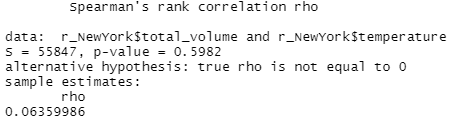 Spearman's rank correlation rho
data: r_NewYork$total_volume and r_NewYork$temperature
S = 55847, p-value = 0.5982
alternative hypothesis: true rho is not equal to 0
sample estimates:
rho
0.06359986